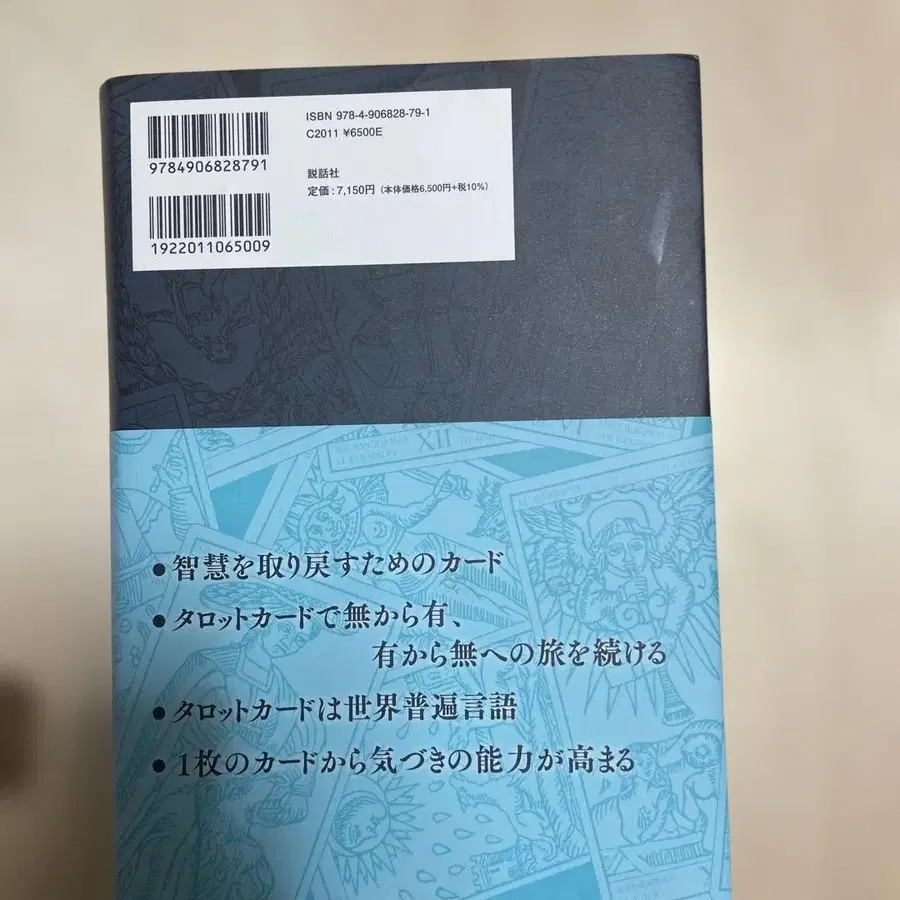 ISBN 978-4-906828-79-1
C2011 ¥6500E
9784906828791
説話社
定価：7,150円（本体価格6,500円+税10%）
1922011065009
XII
●智慧を取り戻すためのカード
●タロットカードで無から有、
有から無への旅を続ける
●タロットカードは世界普遍言語
●1枚のカードから気づきの能力が高まる